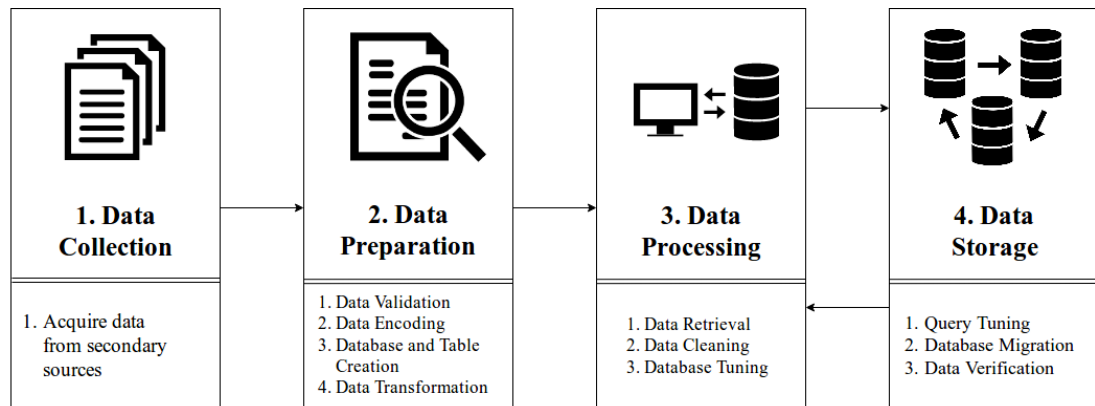 1. Data
Collection
1. Acquire data
from secondary
sources
2. Data
Preparation
1. Data Validation
2. Data Encoding
3. Database and Table
Creation
4. Data Transformation
3. Data
Processing
1. Data Retrieval
2. Data Cleaning
3. Database Tuning
4. Data
Storage
1. Query Tuning
2. Database Migration
3. Data Verification